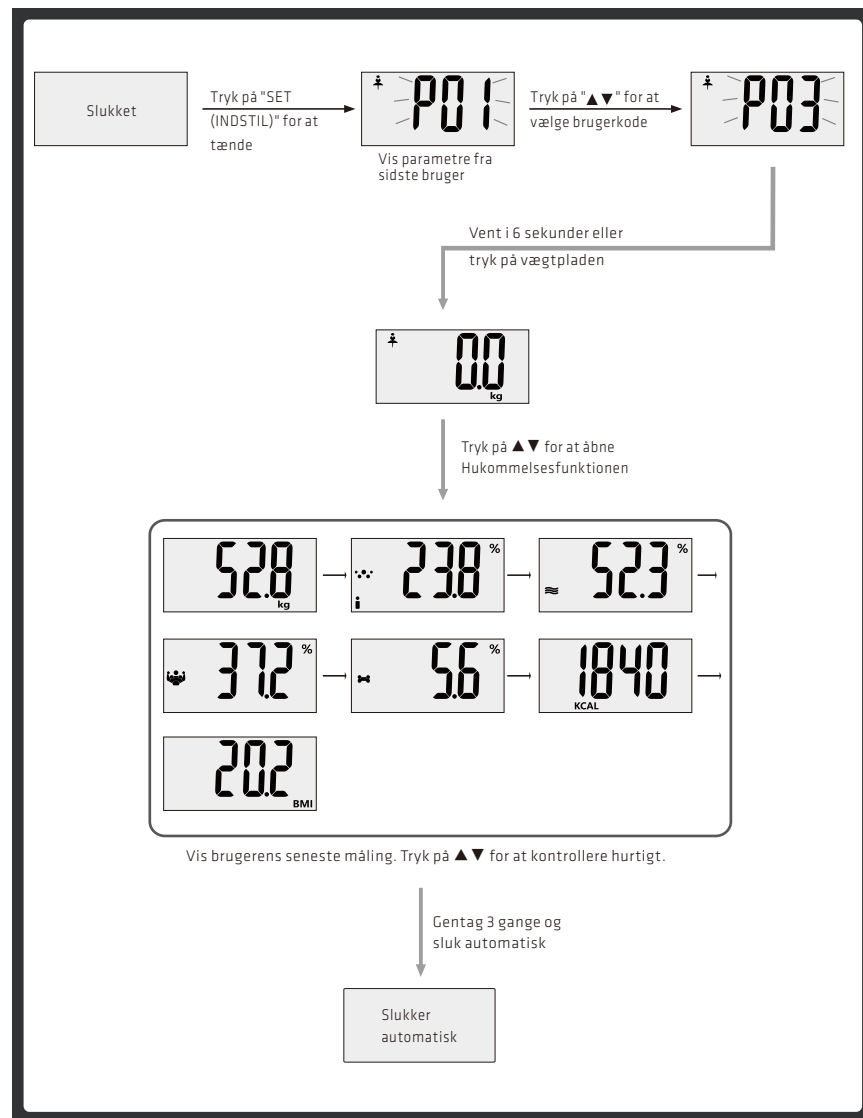 Slukket
Tryk på "SET
(INDSTIL)" for at
tænde
P01
Vis parametre fra
sidste bruger
Tryk på "▲▼" for at
vælge brugerkode
P03
Vent i 6 sekunder eller
tryk på vægtpladen
0.0
kg
Tryk på ▲▼ for at åbne
Hukommelsesfunktionen
52.8
kg
23.8 %
52.3 %
37.2 %
5.6 %
1840
KCAL
20.2
BMI
Vis brugerens seneste måling. Tryk på ▲▼ for at kontrollere hurtigt.
Gentag 3 gange og
sluk automatisk
Slukker
automatisk